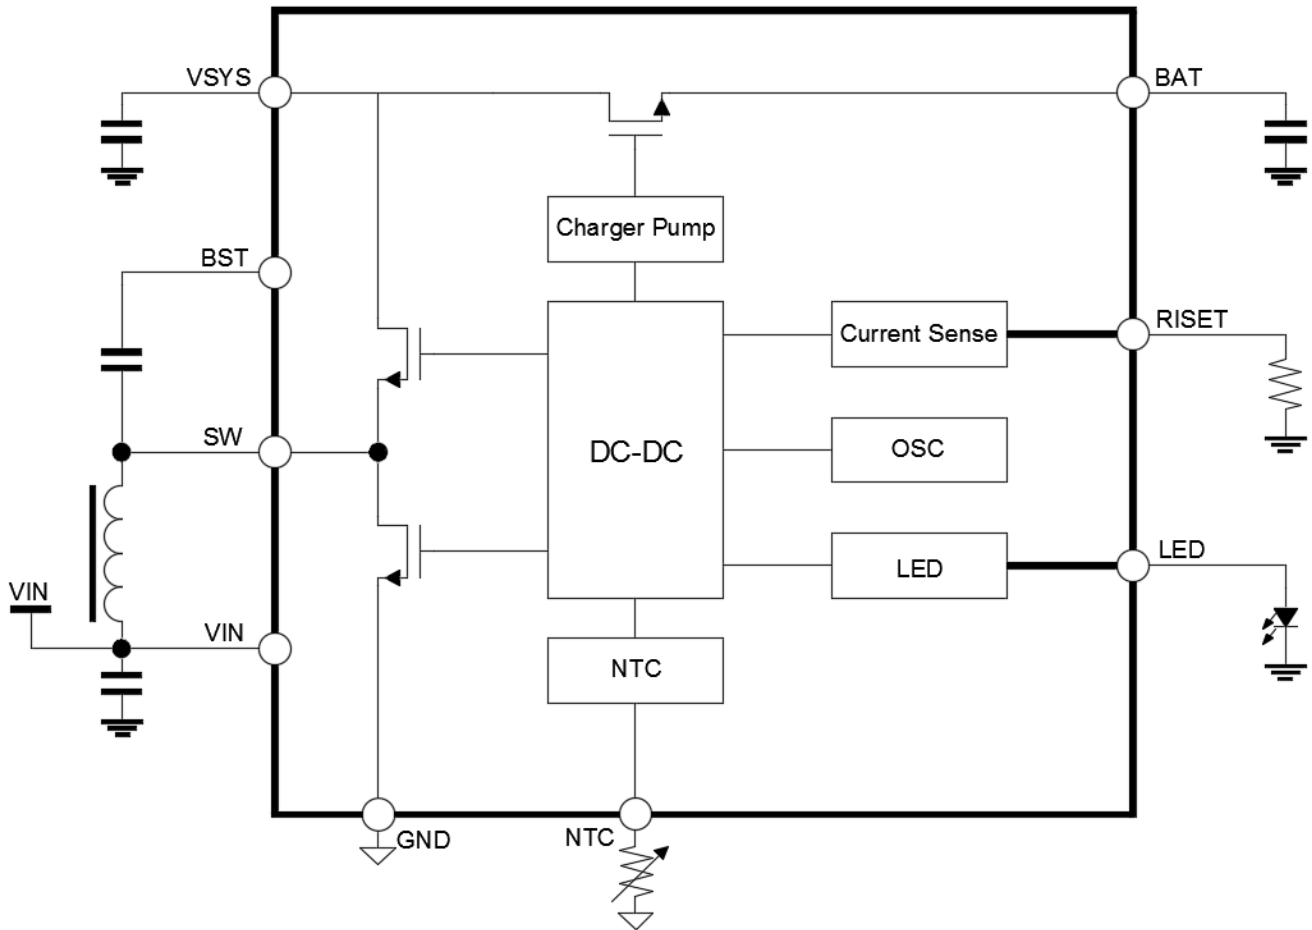 VSYS
BAT
Charger Pump
BST
RISET
Current Sense
SW
DC-DC
OSC
LED
LED
VIN
VIN
NTC
GND
NTC